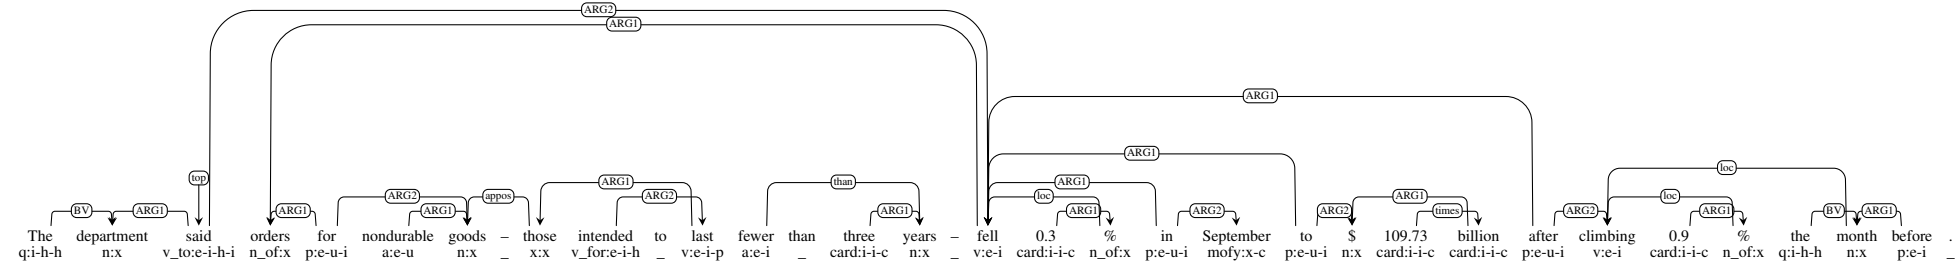 ARG2
ARG1
ARG1
ARG1
loc
top ARG1 than ARG1
ARG2 appos ARG2 loc ARG1 loc
BV ARG1 ARG1 ARG1 ARG1 ARG1 ARG2 ARG2 times ARG2 ARG1 BV ARG1
The department said orders for nondurable goods – those intended to last fewer than three years – fell 0.3 % in September to $ 109.73 billion after climbing 0.9 % the month before .
q:i-h-h n:x v_to:e-i-h-i n_of:x p:e-u-i a:e-u n:x _ x:x v_for:e-i-h _ v:e-i-p a:e-i _ card:i-i-c n:x _ v:e-i card:i-i-c n_of:x p:e-u-i mofy:x-c p:e-u-i n:x card:i-i-c card:i-i-c p:e-u-i v:e-i card:i-i-c n_of:x q:i-h-h n:x p:e-i _